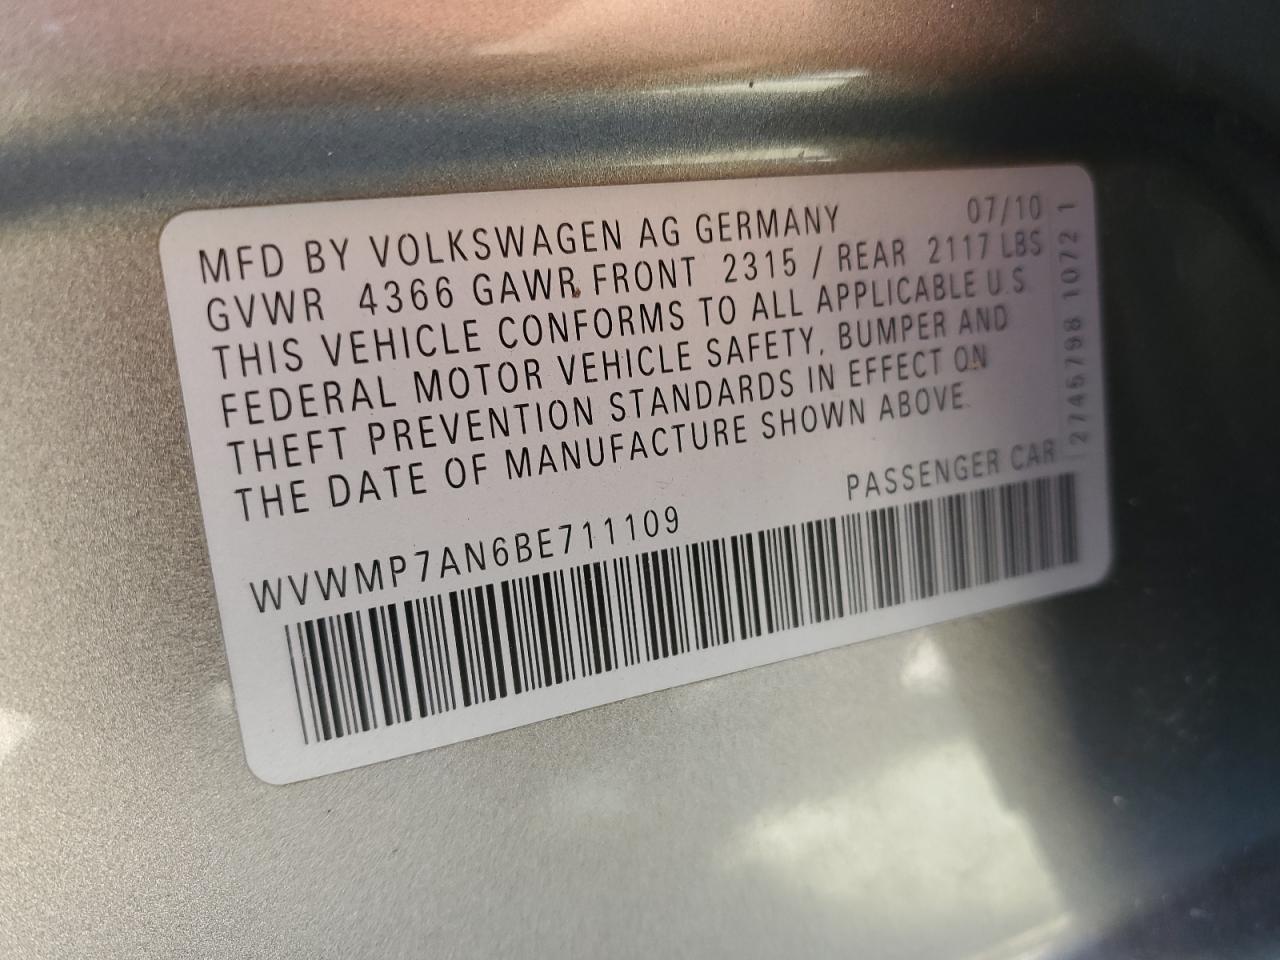 MFD BY VOLKSWAGEN AG GERMANY 07/10
GVWR 4366 GAWR FRONT 2315 / REAR 2117 LBS
THIS VEHICLE CONFORMS TO ALL APPLICABLE U.S.
FEDERAL MOTOR VEHICLE SAFETY, BUMPER AND
THEFT PREVENTION STANDARDS IN EFFECT ON
THE DATE OF MANUFACTURE SHOWN ABOVE.
PASSENGER CAR
WVWMP7AN6BE711109
2745798 1072 1